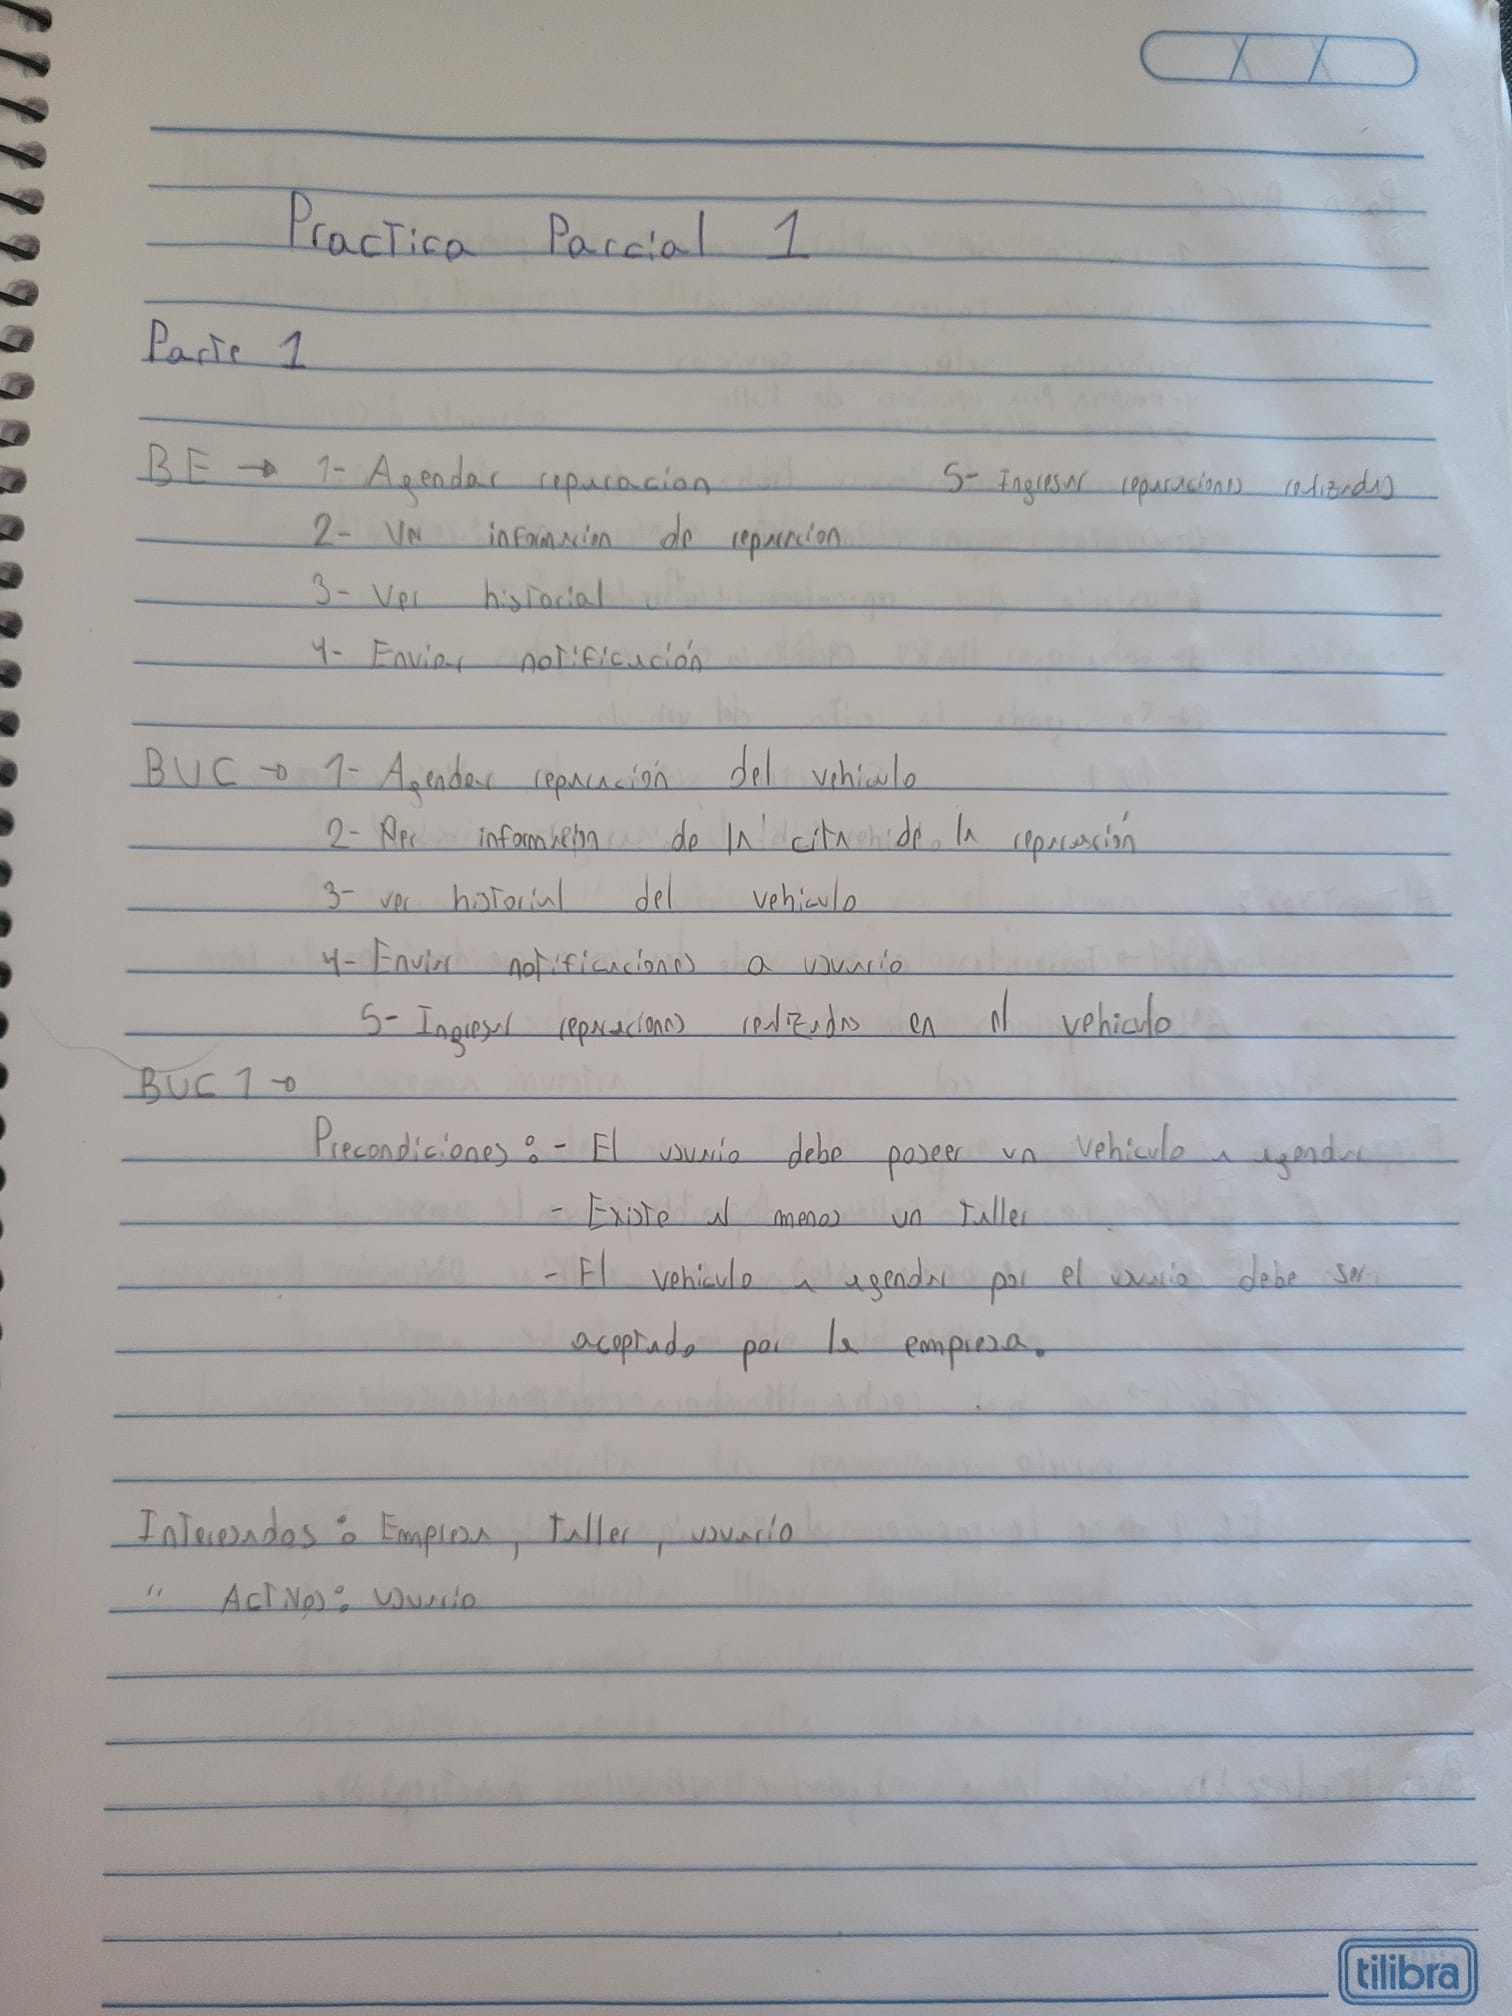 Practica Parcial 1
Parte 1
BE → 1- Agendar reparacion 5- Ingresar reparaciones realizadas
2- Ver informacion de reparacion
3- Ver historial
4- Enviar notificación
BUC → 1- Agendar reparación del vehiculo
2- Ver información de la cita de la reparación
3- ver historial del vehiculo
4- Enviar notificaciones a usuario
5- Ingresar reparaciones realizadas en el vehiculo
BUC 1 →
Precondiciones: - El usuario debe poseer un vehiculo a agendar
- Existe al menos un taller
- El vehiculo a agendar por el usuario debe ser
aceptado por la empresa.
Interesados: Empresa, taller, usuario
" Activos: usuario
tilibra